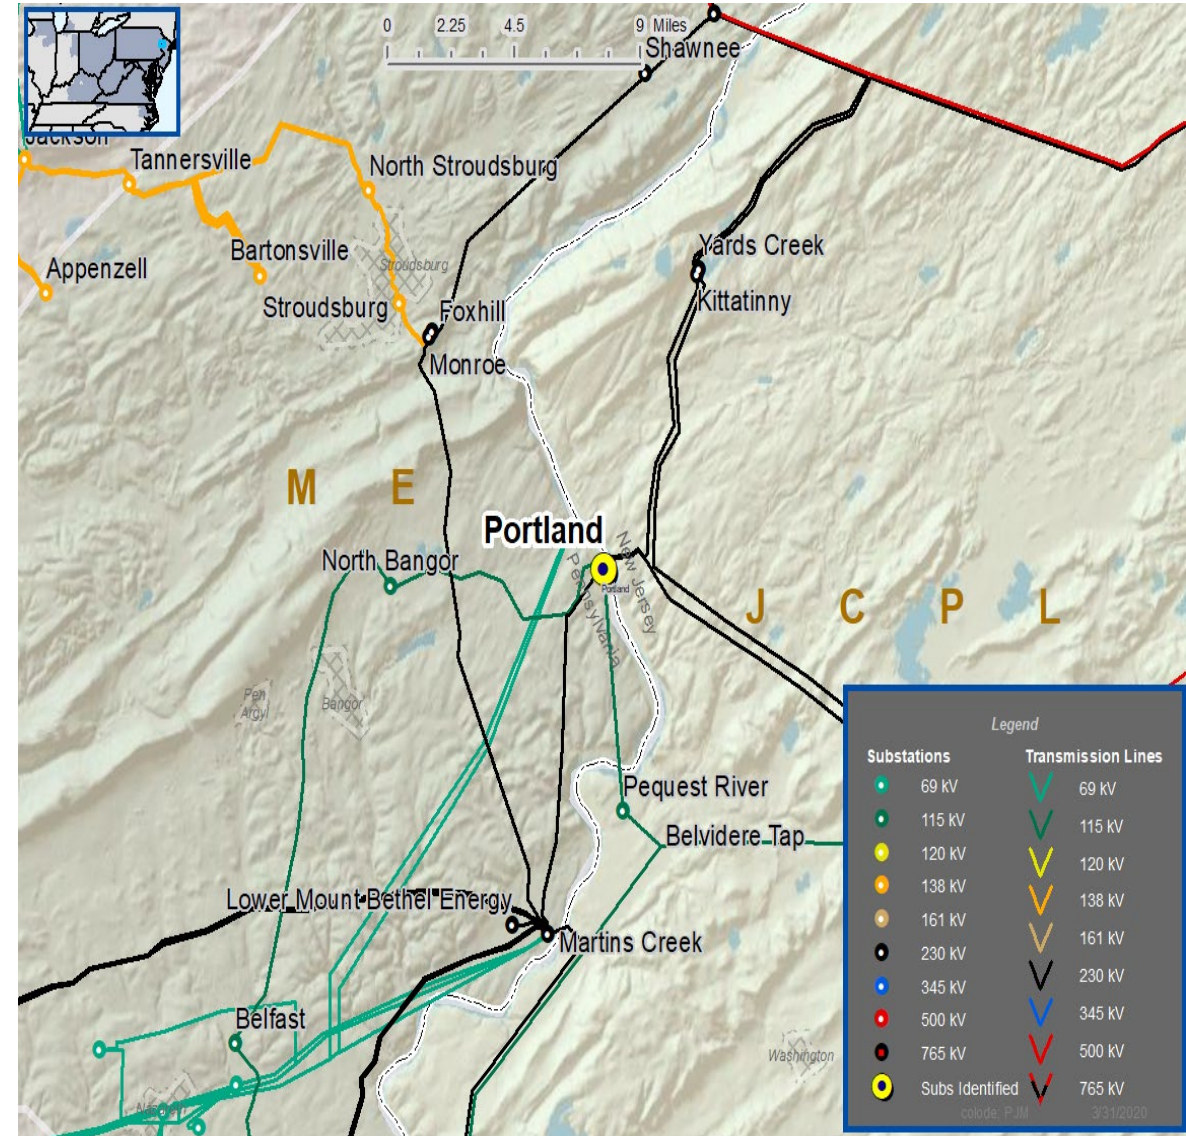 0 2.25 4.5 9 Miles
Shawnee
Jackson
Tannersville
North Stroudsburg
Yards Creek
Bartonsville
Stroudsburg
Appenzell
Kittatinny
Stroudsburg
Foxhill
Monroe
M E
Portland
North Bangor
New Jersey
Pennsylvania
Portland
J C P L
Pen
Argyl
Bangor
Pequest River
Belvidere Tap
Lower Mount Bethel Energy
Martins Creek
Belfast
Washington
Nazareth
Legend
Substations Transmission Lines
69 kV 69 kV
115 kV 115 kV
120 kV 120 kV
138 kV 138 kV
161 kV 161 kV
230 kV 230 kV
345 kV 345 kV
500 kV 500 kV
765 kV 765 kV
Subs Identified
colode: PJM 3/31/2020